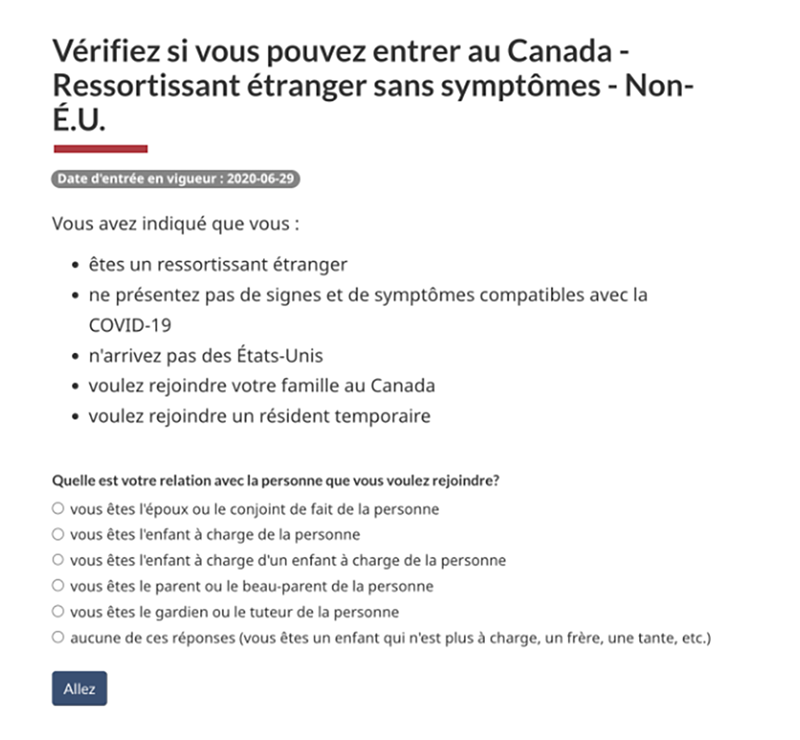 Vérifiez si vous pouvez entrer au Canada -
Ressortissant étranger sans symptômes - Non-
É.U.
Date d'entrée en vigueur : 2020-06-29
Vous avez indiqué que vous :
• êtes un ressortissant étranger
• ne présentez pas de signes et de symptômes compatibles avec la
COVID-19
• n'arrivez pas des États-Unis
• voulez rejoindre votre famille au Canada
• voulez rejoindre un résident temporaire
Quelle est votre relation avec la personne que vous voulez rejoindre?
vous êtes l'époux ou le conjoint de fait de la personne
vous êtes l'enfant à charge de la personne
vous êtes l'enfant à charge d'un enfant à charge de la personne
vous êtes le parent ou le beau-parent de la personne
vous êtes le gardien ou le tuteur de la personne
aucune de ces réponses (vous êtes un enfant qui n'est plus à charge, un frère, une tante, etc.)
Allez